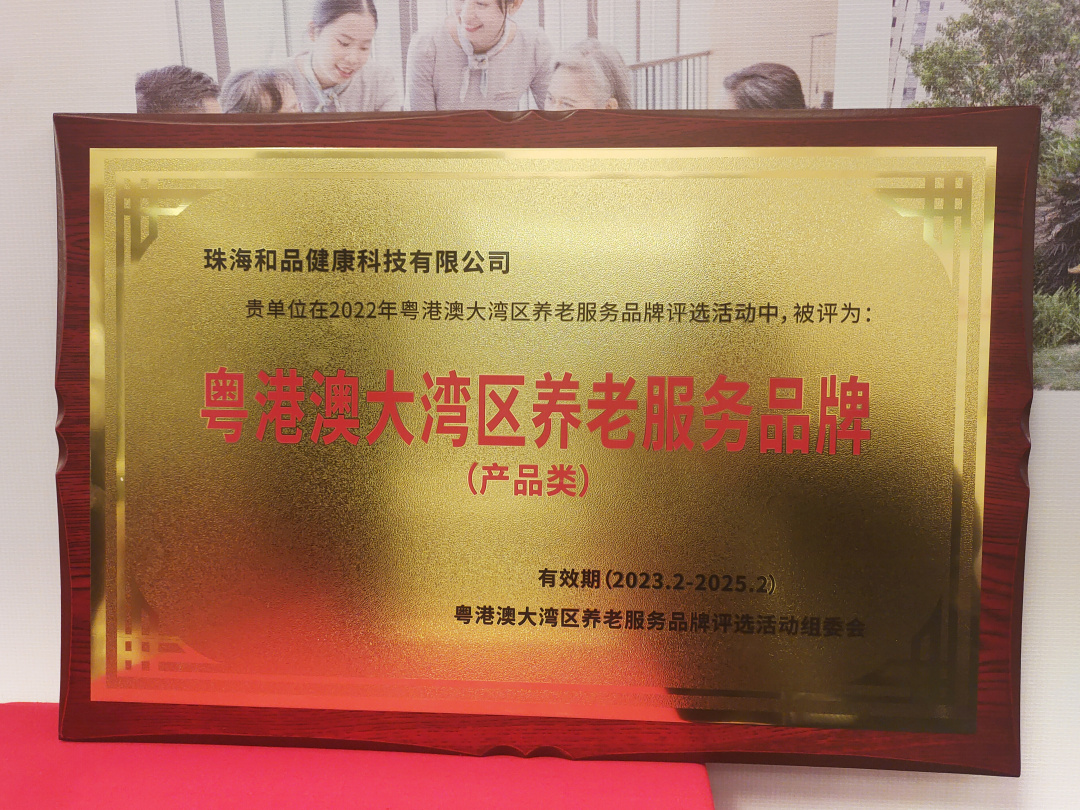 珠海和品健康科技有限公司
贵单位在2022年粤港澳大湾区养老服务品牌评选活动中，被评为：
粤港澳大湾区养老服务品牌
（产品类）
有效期（2023.2-2025.2）
粤港澳大湾区养老服务品牌评选活动组委会